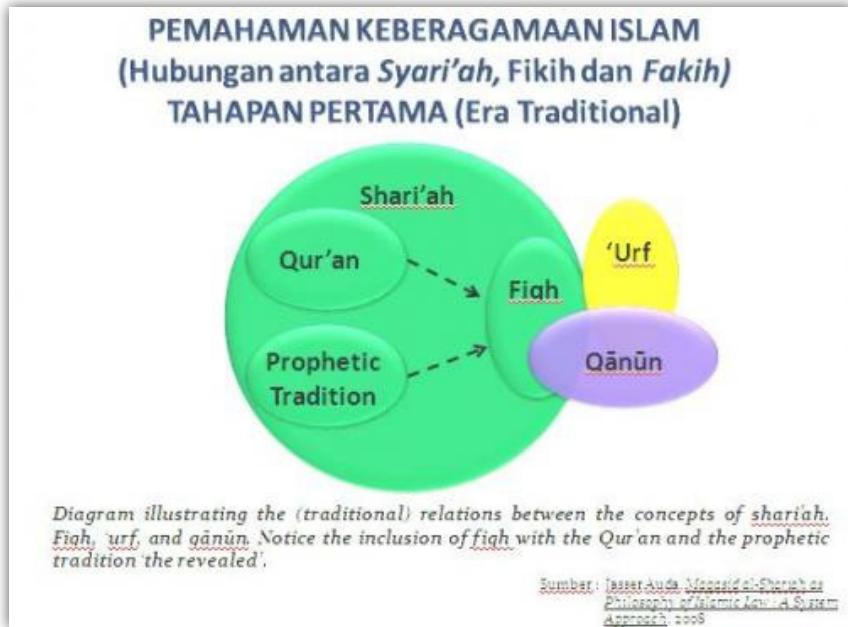 PEMAHAMAN KEBERAGAMAAN ISLAM
(Hubungan antara Syari'ah, Fikih dan Fakih)
TAHAPAN PERTAMA (Era Traditional)
Shari'ah
Qur'an
Fiqh
'Urf
Prophetic
Tradition
Qānūn
Diagram illustrating the (traditional) relations between the concepts of shari'ah.
Fiqh, 'urf, and qānūn. Notice the inclusion of fiqh with the Qur'an and the prophetic
tradition 'the revealed'.
Sumber : Jasser Auda, Maqasid al-Shariah as
Philosophy of Islamic Law : A System
Approach, 2008